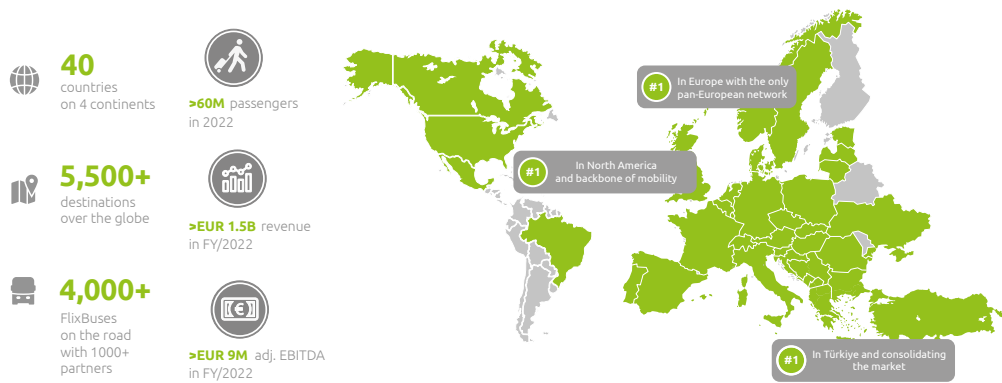 40
countries
on 4 continents
>60M passengers
in 2022
5,500+
destinations
over the globe
>EUR 1.5B revenue
in FY/2022
4,000+
FlixBuses
on the road
with 1000+
partners
€
>EUR 9M adj. EBITDA
in FY/2022
#1
In Europe with the only
pan-European network
#1
In North America
and backbone of mobility
#1
In Türkiye and consolidating
the market